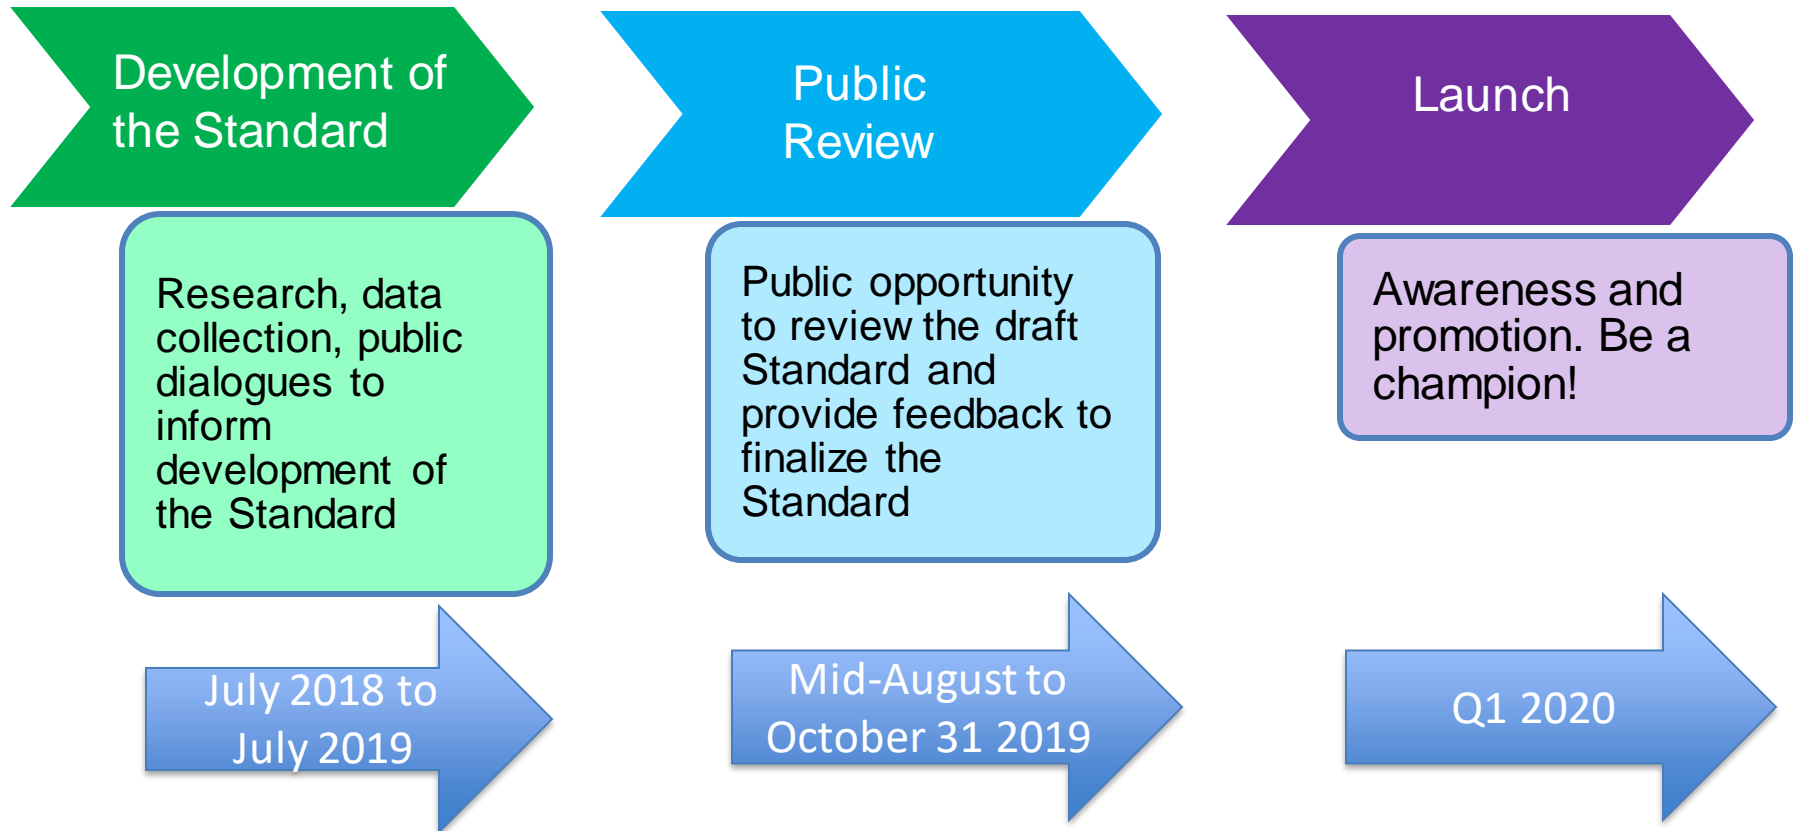 Development of
the Standard
Research, data
collection, public
dialogues to
inform
development of
the Standard
July 2018 to
July 2019
Public
Review
Public opportunity
to review the draft
Standard and
provide feedback to
finalize the
Standard
Mid-August to
October 31 2019
Launch
Awareness and
promotion. Be a
champion!
Q1 2020